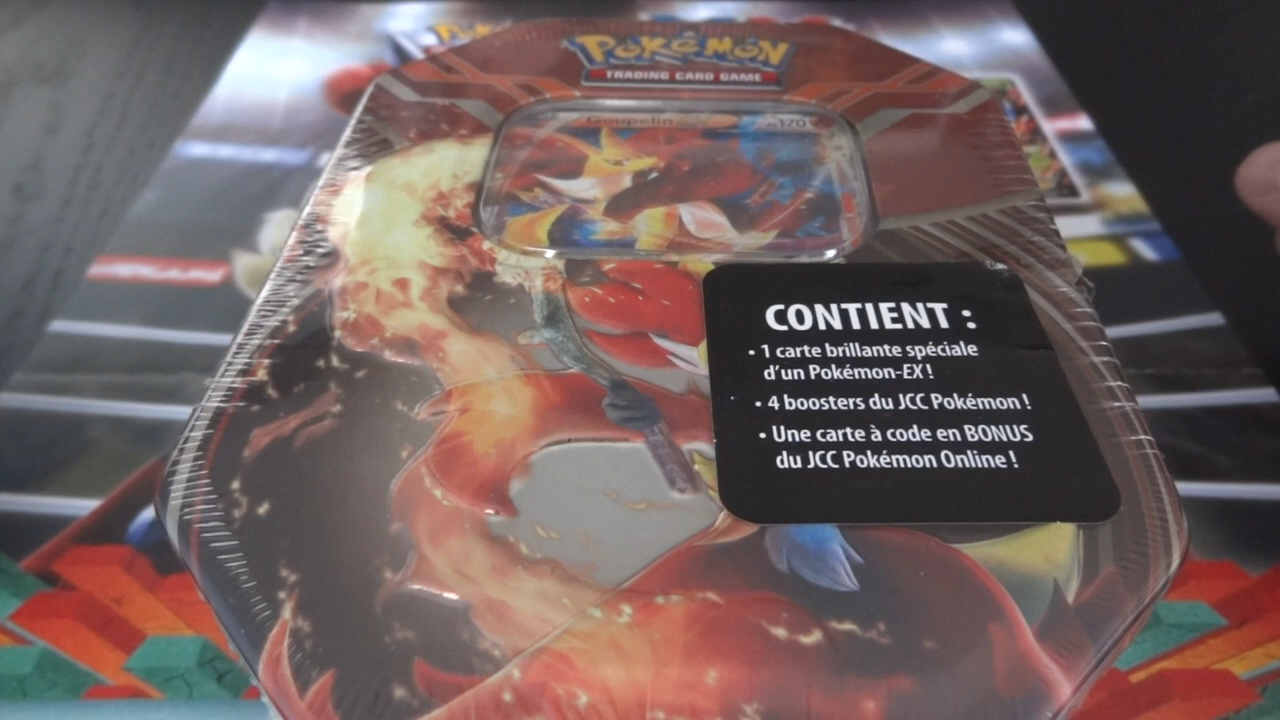 POKéMON
TRADING CARD GAME
Goupelin
170
CONTIENT :
• 1 carte brillante spéciale
d'un Pokémon-EX !
• 4 boosters du JCC Pokémon !
• Une carte à code en BONUS
du JCC Pokémon Online !